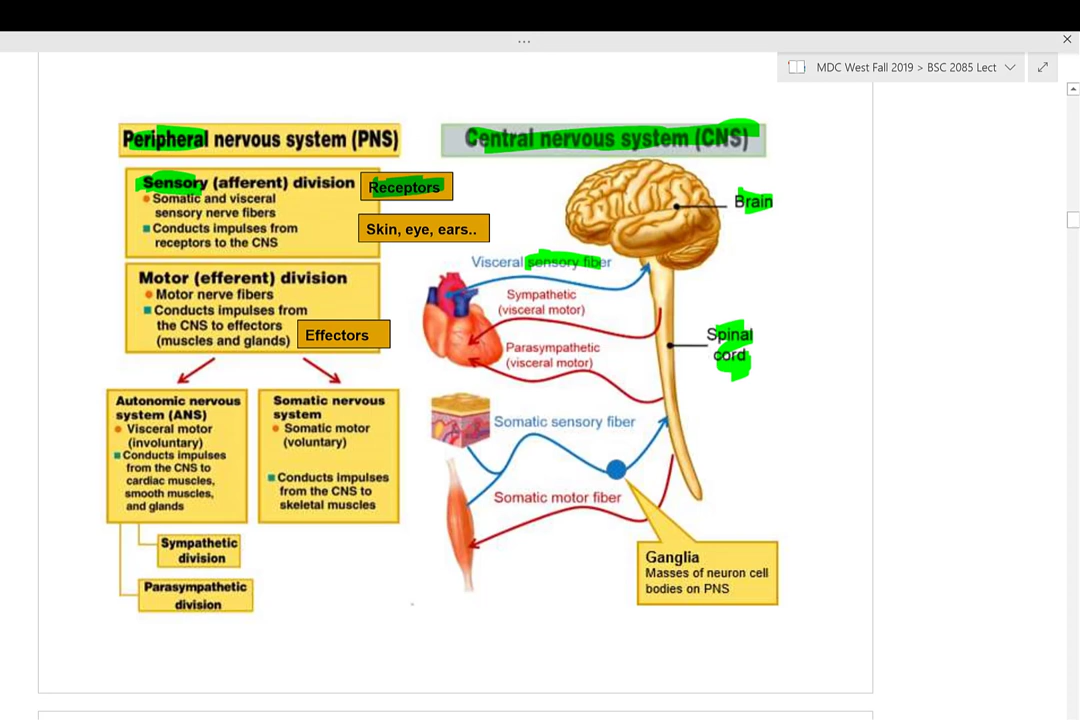 MDC West Fall 2019 > BSC 2085 Lect
Peripheral nervous system (PNS)
Central nervous system (CNS)
Sensory (afferent) division
Somatic and visceral
sensory nerve fibers
Conducts impulses from
receptors to the CNS
Receptors
Skin, eye, ears..
Motor (efferent) division
Motor nerve fibers
Conducts impulses from
the CNS to effectors
(muscles and glands)
Effectors
Autonomic nervous
system (ANS)
Visceral motor
(involuntary)
Conducts impulses
from the CNS to
cardiac muscles,
smooth muscles,
and glands
Somatic nervous
system
Somatic motor
(voluntary)
Conducts impulses
from the CNS to
skeletal muscles
Sympathetic
division
Parasympathetic
division
Brain
Visceral sensory fiber
Sympathetic
(visceral motor)
Parasympathetic
(visceral motor)
Spinal
cord
Somatic sensory fiber
Somatic motor fiber
Ganglia
Masses of neuron cell
bodies on PNS